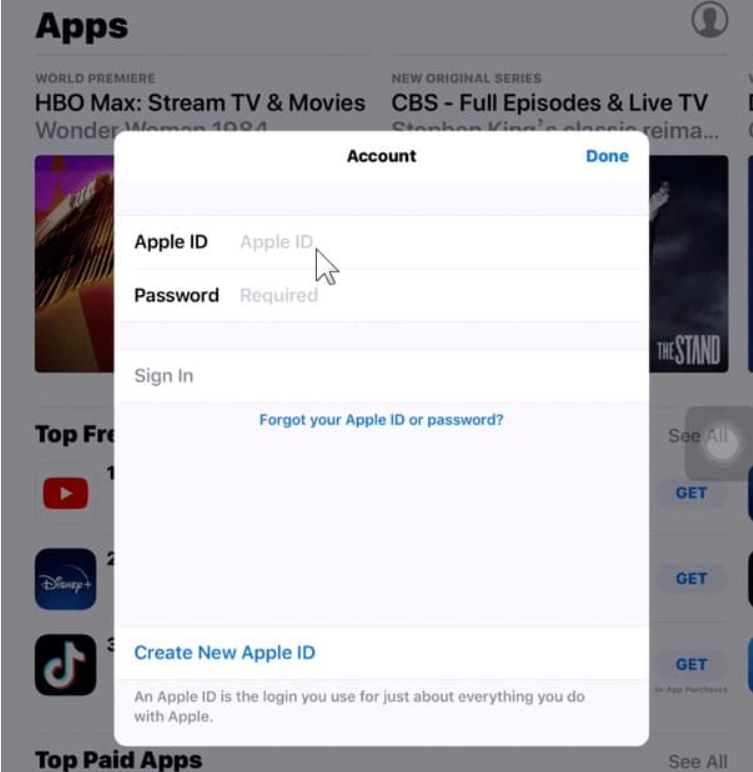 Apps
WORLD PREMIERE
HBO Max: Stream TV & Movies
Wonder Woman 1984
NEW ORIGINAL SERIES
CBS - Full Episodes & Live TV
Stephen King's classic reima...
Account
Done
Apple ID Apple ID
Password Required
Sign In
Forgot your Apple ID or password?
THE STAND
Top Fre
See All
1
GET
2
Disney+
GET
3
GET
In-App Purchases
Create New Apple ID
An Apple ID is the login you use for just about everything you do
with Apple.
Top Paid Apps
See All